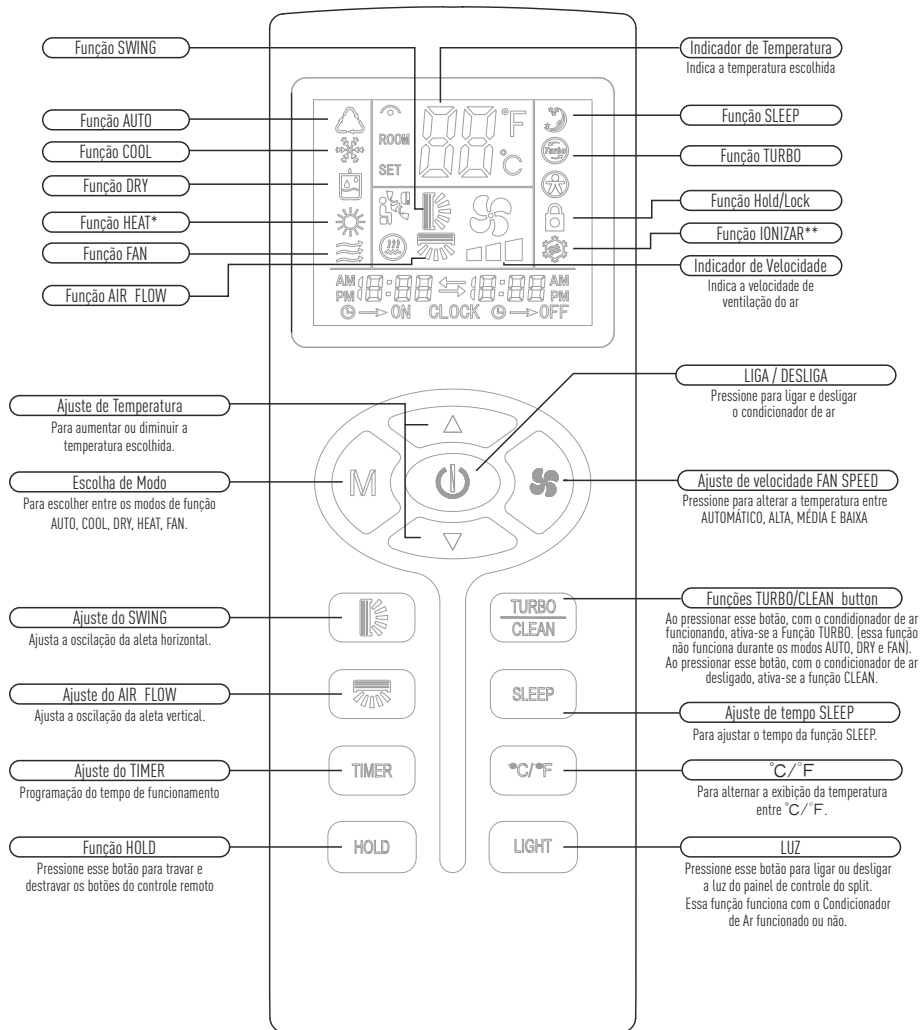 Função SWING
Indicador de Temperatura
Indica a temperatura escolhida
Função AUTO
Função COOL
Função DRY
Função HEAT*
Função FAN
Função AIR FLOW
ROOM
SET
88
°F
°C
Turbo
AM
PM
18:88
18:88
AM
PM
ON
CLOCK
OFF
Função SLEEP
Função TURBO
Função Hold/Lock
Função IONIZAR**
Indicador de Velocidade
Indica a velocidade de
ventilação do ar
Ajuste de Temperatura
Para aumentar ou diminuir a
temperatura escolhida.
Escolha de Modo
Para escolher entre os modos de função
AUTO, COOL, DRY, HEAT, FAN.
M
LIGA / DESLIGA
Pressione para ligar e desligar
o condicionador de ar
Ajuste de velocidade FAN SPEED
Pressione para alterar a temperatura entre
AUTOMÁTICO, ALTA, MÉDIA E BAIXA
Ajuste do SWING
Ajusta a oscilação da aleta horizontal.
Ajuste do AIR FLOW
Ajusta a oscilação da aleta vertical.
Ajuste do TIMER
Programação do tempo de funcionamento
Função HOLD
Pressione esse botão para travar e
destravar os botões do controle remoto
TURBO
CLEAN
SLEEP
TIMER
°C/°F
HOLD
LIGHT
Funções TURBO/CLEAN button
Ao pressionar esse botão, com o condidionador de ar
funcionando, ativa-se a Função TURBO. (essa função
não funciona durante os modos AUTO, DRY e FAN).
Ao pressionar esse botão, com o condicionador de ar
desligado, ativa-se a função CLEAN.
Ajuste de tempo SLEEP
Para ajustar o tempo da função SLEEP.
°C/°F
Para alternar a exibição da temperatura
entre °C/°F.
LUZ
Pressione esse botão para ligar ou desligar
a luz do painel de controle do split.
Essa função funciona com o Condicionador
de Ar funcionado ou não.